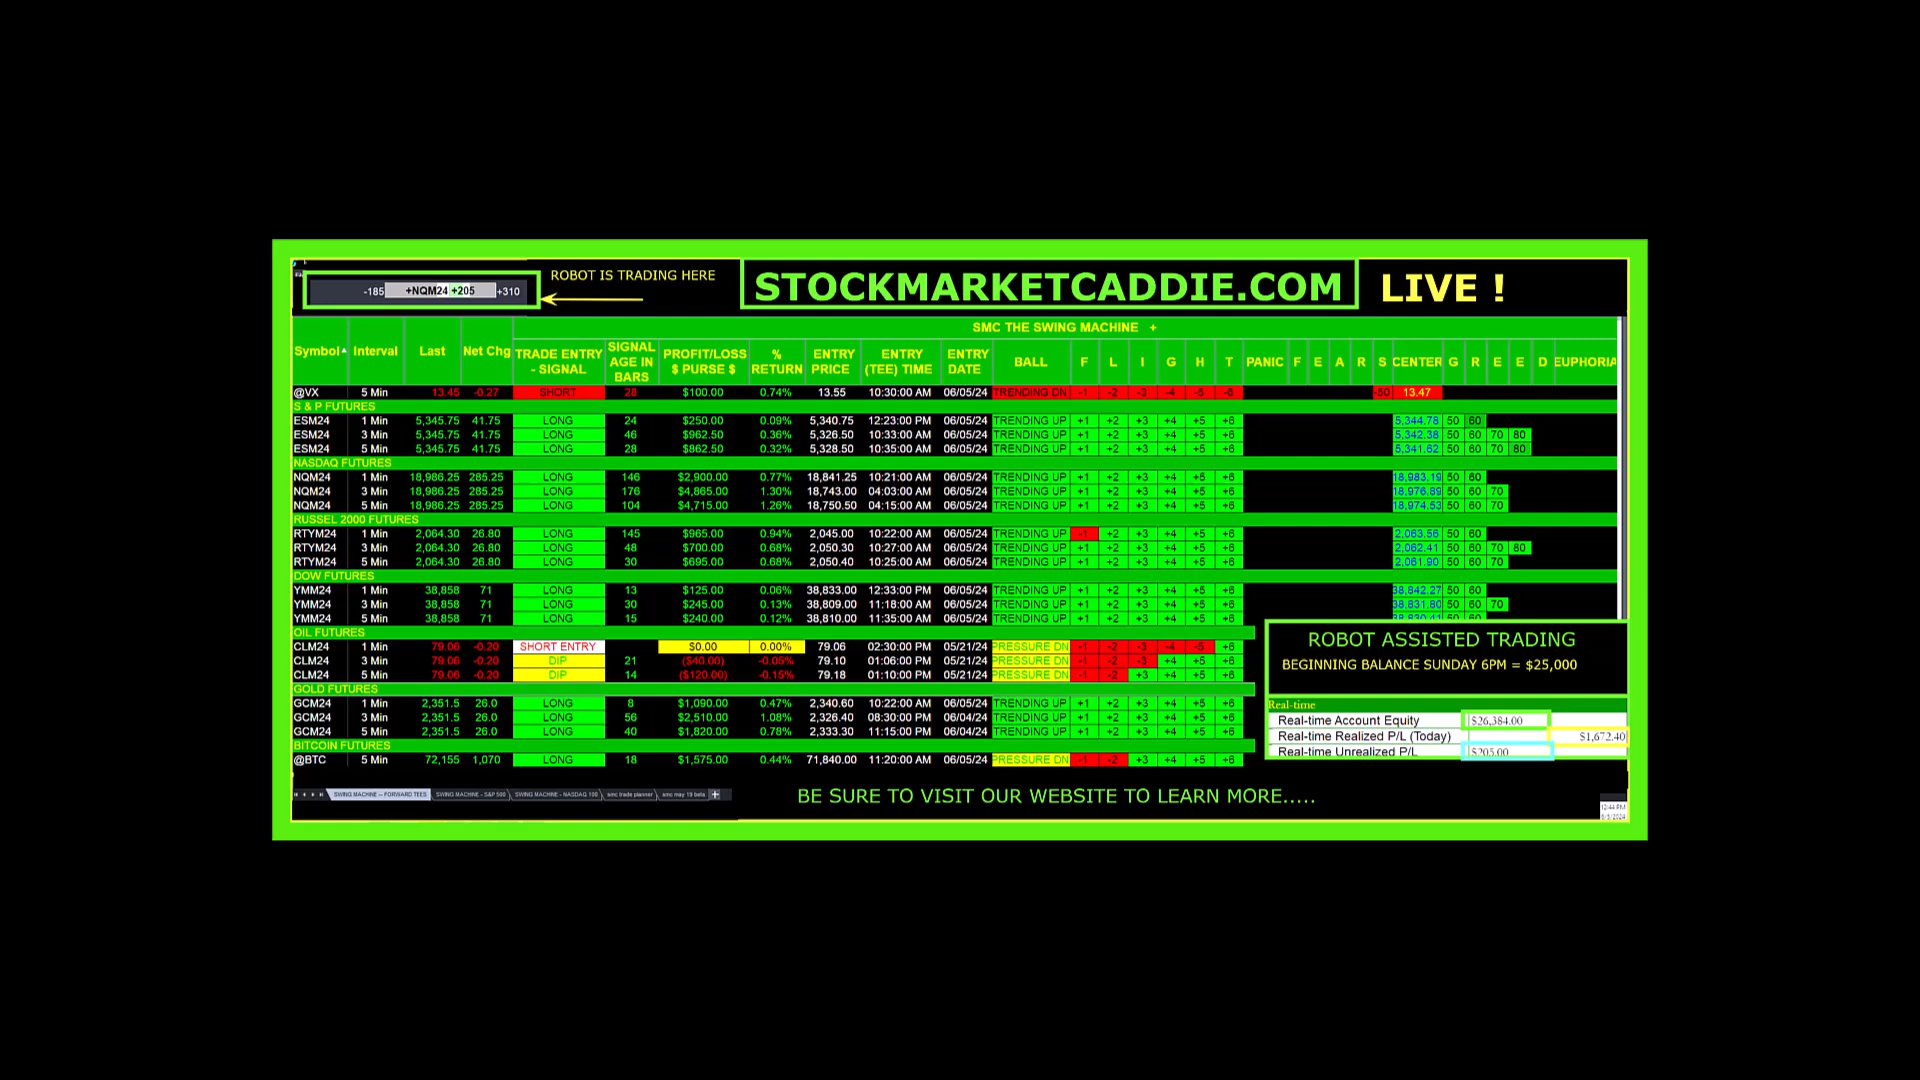 ROBOT IS TRADING HERE
-185 +NQM24 +205 +310
STOCKMARKETCADDIE.COM LIVE !
SMC THE SWING MACHINE +
Symbol Interval Last Net Chg TRADE ENTRY - SIGNAL SIGNAL AGE IN BARS PROFIT/LOSS $ PURSE $ % RETURN ENTRY PRICE ENTRY (TEE) TIME ENTRY DATE BALL F L I G H T PANIC F E A R S CENTER G R E E D EUPHORIA
@VX 5 Min 13.45 -0.27 SHORT 28 $100.00 0.74% 13.55 10:30:00 AM 06/05/24 TRENDING DN -1 -2 -3 -4 -5 -6 -50 13.47
S & P FUTURES
ESM24 1 Min 5,345.75 41.75 LONG 24 $250.00 0.09% 5,340.75 12:23:00 PM 06/05/24 TRENDING UP +1 +2 +3 +4 +5 +6 5,344.78 50 60
ESM24 3 Min 5,345.75 41.75 LONG 46 $962.50 0.36% 5,326.50 10:33:00 AM 06/05/24 TRENDING UP +1 +2 +3 +4 +5 +6 5,342.38 50 60 70 80
ESM24 5 Min 5,345.75 41.75 LONG 28 $862.50 0.32% 5,328.50 10:35:00 AM 06/05/24 TRENDING UP +1 +2 +3 +4 +5 +6 5,341.62 50 60 70 80
NASDAQ FUTURES
NQM24 1 Min 18,986.25 285.25 LONG 146 $2,900.00 0.77% 18,841.25 10:21:00 AM 06/05/24 TRENDING UP +1 +2 +3 +4 +5 +6 18,983.19 50 60
NQM24 3 Min 18,986.25 285.25 LONG 176 $4,865.00 1.30% 18,743.00 04:03:00 AM 06/05/24 TRENDING UP +1 +2 +3 +4 +5 +6 18,976.89 50 60 70
NQM24 5 Min 18,986.25 285.25 LONG 104 $4,715.00 1.26% 18,750.50 04:15:00 AM 06/05/24 TRENDING UP +1 +2 +3 +4 +5 +6 18,974.53 50 60 70
RUSSEL 2000 FUTURES
RTYM24 1 Min 2,064.30 26.80 LONG 145 $965.00 0.94% 2,045.00 10:22:00 AM 06/05/24 TRENDING UP -1 +2 +3 +4 +5 +6 2,063.56 50 60
RTYM24 3 Min 2,064.30 26.80 LONG 48 $700.00 0.68% 2,050.30 10:27:00 AM 06/05/24 TRENDING UP +1 +2 +3 +4 +5 +6 2,062.41 50 60 70 80
RTYM24 5 Min 2,064.30 26.80 LONG 30 $695.00 0.68% 2,050.40 10:25:00 AM 06/05/24 TRENDING UP +1 +2 +3 +4 +5 +6 2,061.90 50 60 70
DOW FUTURES
YMM24 1 Min 38,858 71 LONG 13 $125.00 0.06% 38,833.00 12:33:00 PM 06/05/24 TRENDING UP +1 +2 +3 +4 +5 +6 38,842.27 50 60
YMM24 3 Min 38,858 71 LONG 30 $245.00 0.13% 38,809.00 11:18:00 AM 06/05/24 TRENDING UP +1 +2 +3 +4 +5 +6 38,831.80 50 60 70
YMM24 5 Min 38,858 71 LONG 15 $240.00 0.12% 38,810.00 11:35:00 AM 06/05/24 TRENDING UP +1 +2 +3 +4 +5 +6
OIL FUTURES
CLM24 1 Min 79.06 -0.20 SHORT ENTRY $0.00 0.00% 79.06 02:30:00 PM 05/21/24 PRESSURE DN -1 -2 -3 -4 -5 +6
CLM24 3 Min 79.06 -0.20 DIP 21 ($40.00) -0.05% 79.10 01:06:00 PM 05/21/24 PRESSURE DN -1 -2 -3 +4 +5 +6
CLM24 5 Min 79.06 -0.20 DIP 14 ($120.00) -0.15% 79.18 01:10:00 PM 05/21/24 PRESSURE DN -1 -2 +3 +4 +5 +6
GOLD FUTURES
GCM24 1 Min 2,351.5 26.0 LONG 8 $1,090.00 0.47% 2,340.60 10:22:00 AM 06/05/24 TRENDING UP +1 +2 +3 +4 +5 +6
GCM24 3 Min 2,351.5 26.0 LONG 56 $2,510.00 1.08% 2,326.40 08:30:00 PM 06/04/24 TRENDING UP +1 +2 +3 +4 +5 +6
GCM24 5 Min 2,351.5 26.0 LONG 40 $1,820.00 0.78% 2,333.30 11:15:00 PM 06/04/24 TRENDING UP +1 +2 +3 +4 +5 +6
BITCOIN FUTURES
@BTC 5 Min 72,155 1,070 LONG 18 $1,575.00 0.44% 71,840.00 11:20:00 AM 06/05/24 PRESSURE DN -1 -2 +3 +4 +5 +6
ROBOT ASSISTED TRADING
BEGINNING BALANCE SUNDAY 6PM = $25,000
Real-time
Real-time Account Equity $26,384.00
Real-time Realized P/L (Today) $1,672.40
Real-time Unrealized P/L $205.00
SWING MACHINE -- FORWARD TEES SWING MACHINE - S&P 500 SWING MACHINE - NASDAQ 100 smc trade planner smc may 19 beta +
BE SURE TO VISIT OUR WEBSITE TO LEARN MORE.....
12:44 PM
6/5/2024